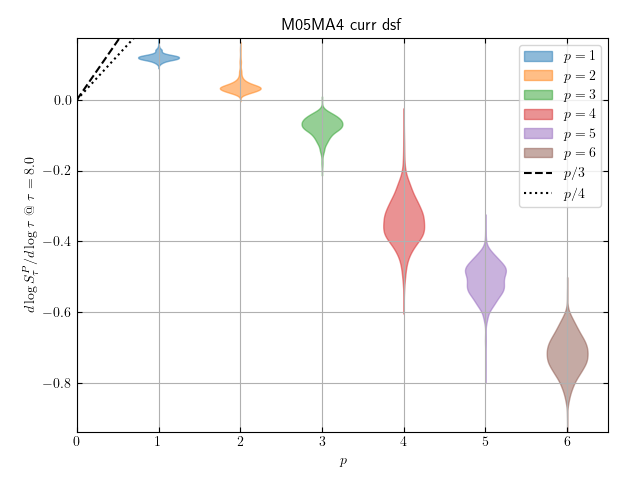 M05MA4 curr dsf
d log S_τ^P / d log τ @ τ = 8.0
0.0
−0.2
−0.4
−0.6
−0.8
0
1
2
3
4
5
6
p
p = 1
p = 2
p = 3
p = 4
p = 5
p = 6
p/3
p/4